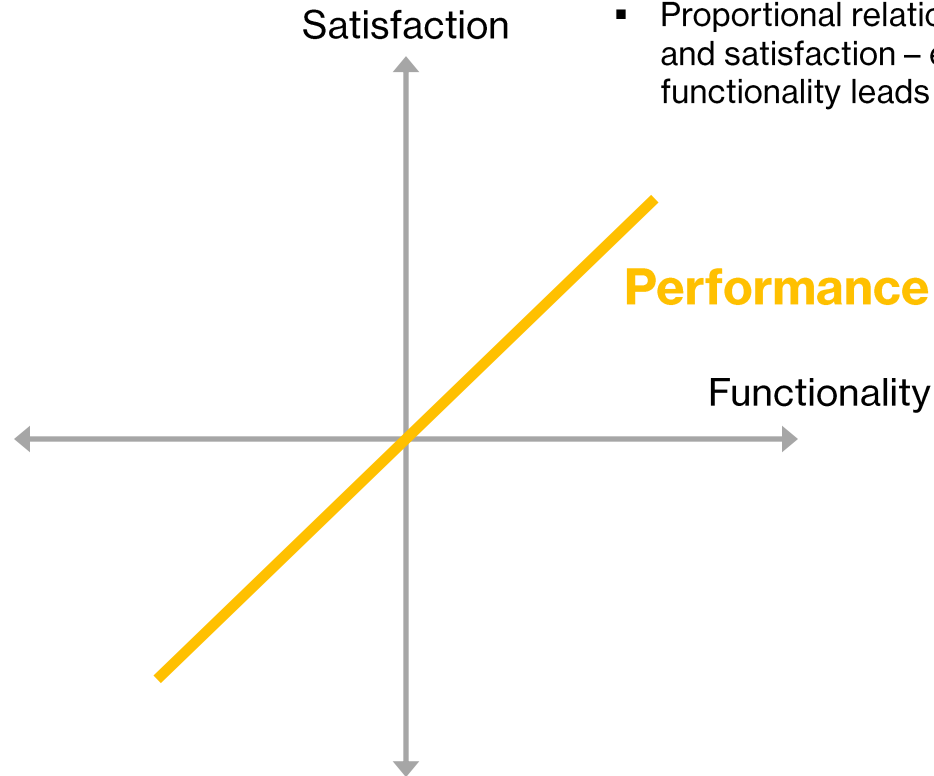 Satisfaction
▪ Proportional relatio
and satisfaction – e
functionality leads
Performance
Functionality